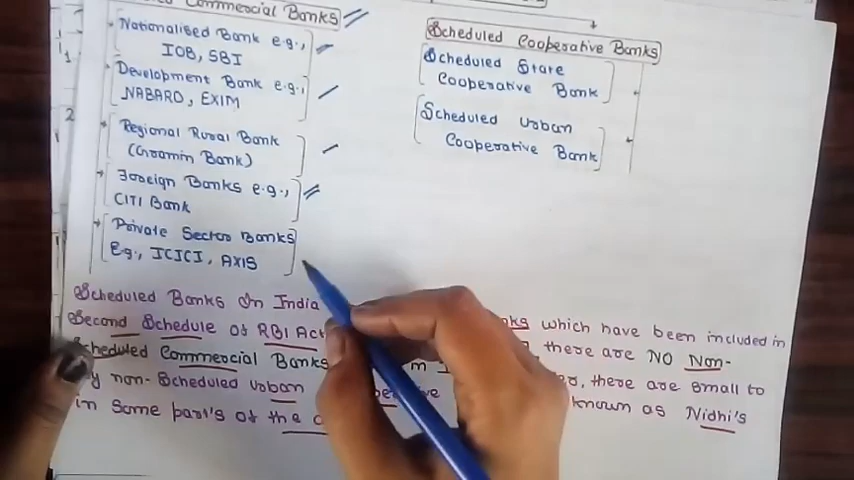 Commercial Banks
Nationalised Bank e.g.,
IOB, SBI
Development Bank e.g.,
NABARD, EXIM
Regional Rural Bank
(Gramin Bank)
Foreign Banks e.g.,
CITI Bank
Private Sector Banks
E.g., ICICI, AXIS
Scheduled Cooperative Banks
Scheduled State
Cooperative Bank
Scheduled Urban
Cooperative Bank
1
2
Scheduled Banks In India which have been included in
Second Schedule of RBI Act there are NO Non-
Scheduled Commercial Banks there are small to
non-Scheduled Urban known as Nidhi's
in Some part's of the